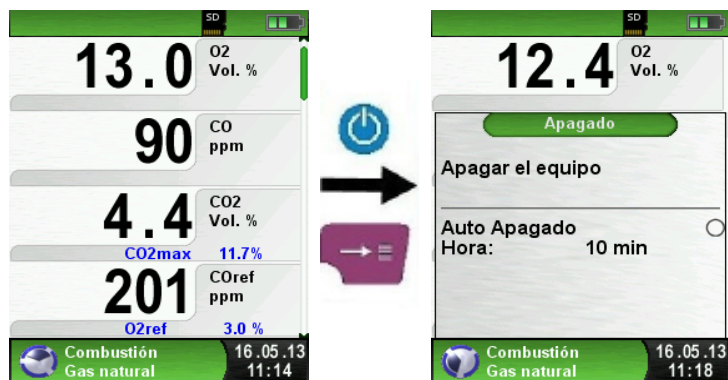 SD
13.0 O2
Vol. %
90 CO
ppm
4.4 CO2
Vol. %
CO2max 11.7%
201 COref
ppm
O2ref 3.0 %
Combustión 16.05.13
Gas natural 11:14
SD
12.4 O2
Vol. %
Apagado
Apagar el equipo
Auto Apagado
Hora: 10 min
Combustión 16.05.13
Gas natural 11:18